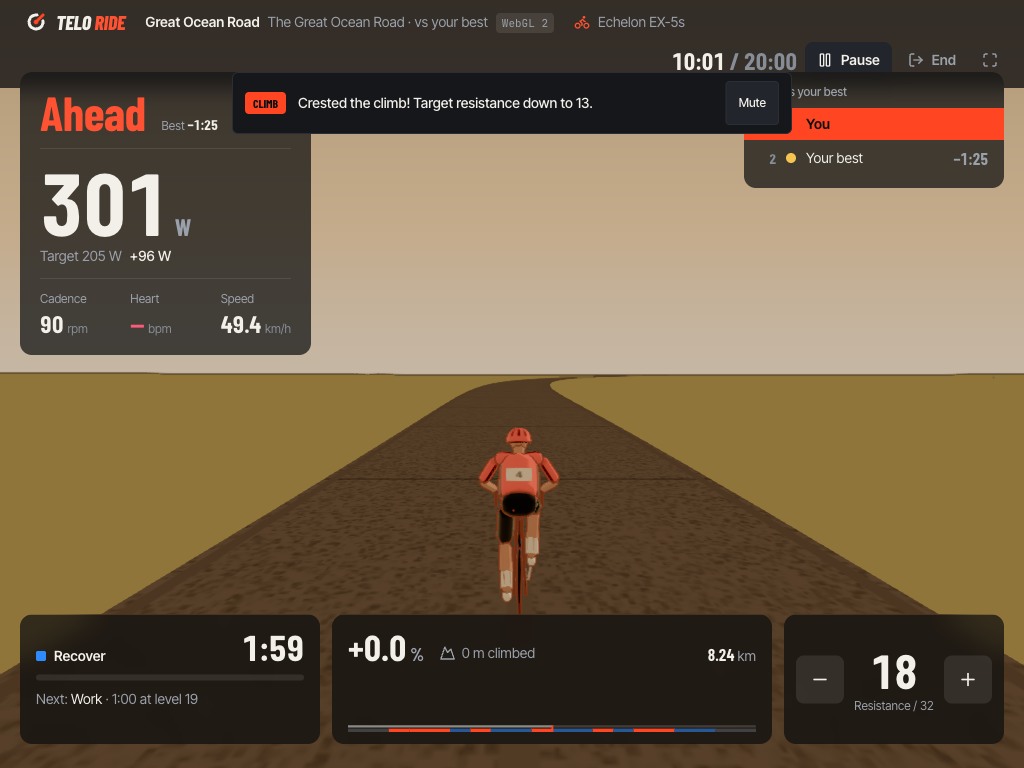 TELO RIDE Great Ocean Road The Great Ocean Road · vs your best WebGL 2 Echelon EX-5s
10:01 / 20:00 Pause End
CLIMB Crested the climb! Target resistance down to 13. Mute
Ahead Best −1:25
301 W
Target 205 W +96 W
Cadence Heart Speed
90 rpm – bpm 49.4 km/h
s your best
You
2 Your best −1:25
4
Recover 1:59
Next: Work · 1:00 at level 19
+0.0 % 0 m climbed 8.24 km
− 18 +
Resistance / 32